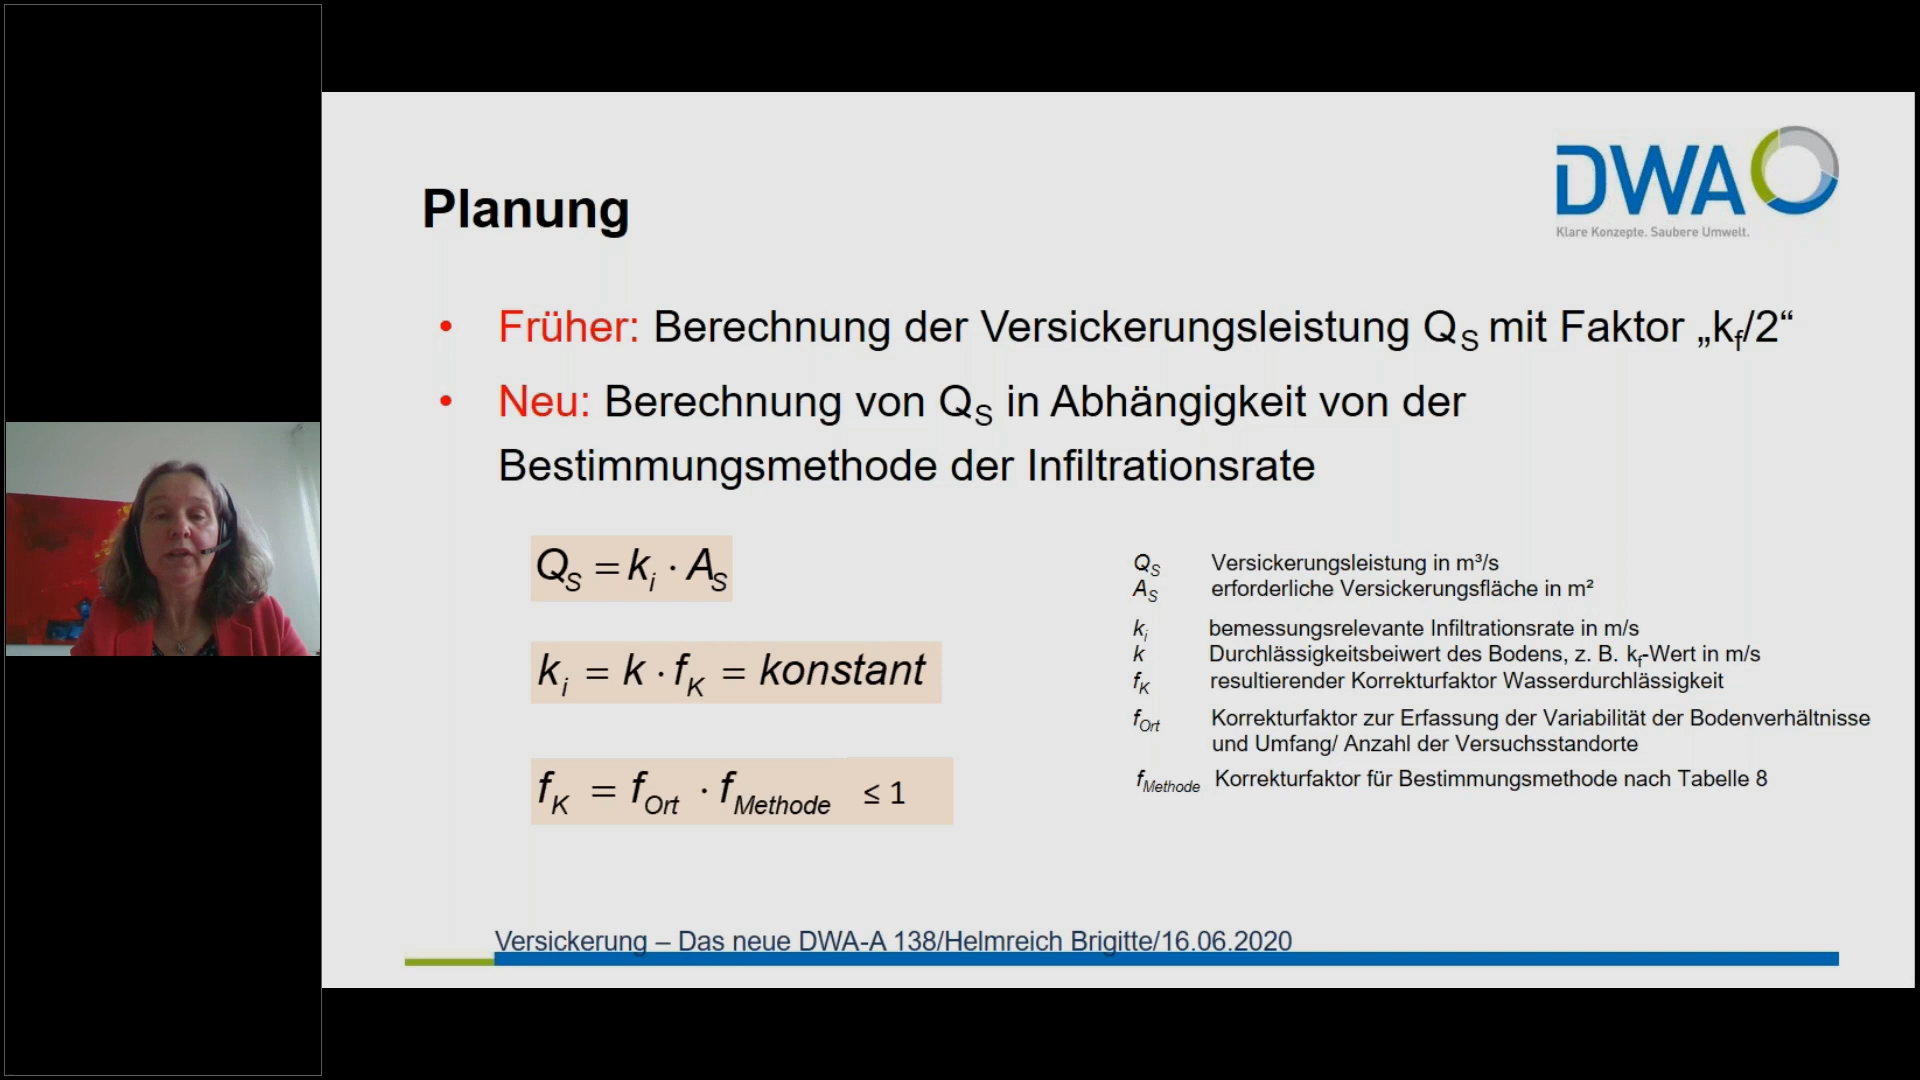 DWA
Klare Konzepte. Saubere Umwelt.
Planung
• Früher: Berechnung der Versickerungsleistung Q_S mit Faktor „k_f/2“
• Neu: Berechnung von Q_S in Abhängigkeit von der
Bestimmungsmethode der Infiltrationsrate
Q_S = k_i · A_S
k_i = k · f_K = konstant
f_K = f_Ort · f_Methode ≤ 1
Q_S Versickerungsleistung in m³/s
A_S erforderliche Versickerungsfläche in m²
k_i bemessungsrelevante Infiltrationsrate in m/s
k Durchlässigkeitsbeiwert des Bodens, z. B. k_f-Wert in m/s
f_K resultierender Korrekturfaktor Wasserdurchlässigkeit
f_Ort Korrekturfaktor zur Erfassung der Variabilität der Bodenverhältnisse
und Umfang/ Anzahl der Versuchsstandorte
f_Methode Korrekturfaktor für Bestimmungsmethode nach Tabelle 8
Versickerung – Das neue DWA-A 138/Helmreich Brigitte/16.06.2020